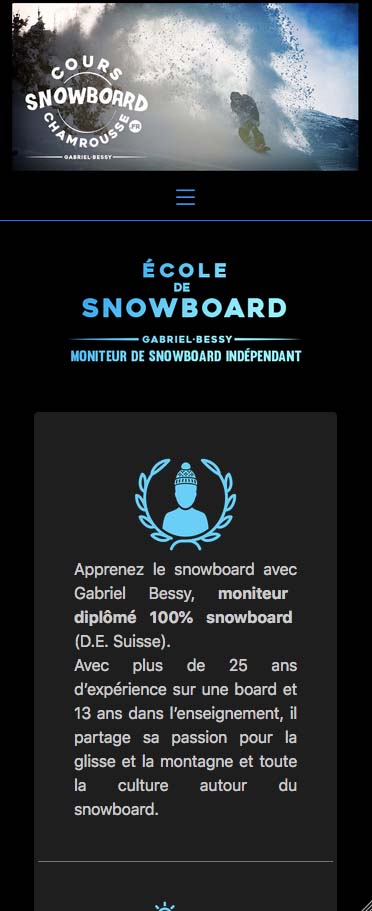 COURS
SNOWBOARD
CHAMROUSSE
.FR
GABRIEL·BESSY
ÉCOLE
DE
SNOWBOARD
GABRIEL·BESSY
MONITEUR DE SNOWBOARD INDÉPENDANT
Apprenez le snowboard avec
Gabriel Bessy, moniteur
diplômé 100% snowboard
(D.E. Suisse).
Avec plus de 25 ans
d’expérience sur une board et
13 ans dans l’enseignement, il
partage sa passion pour la
glisse et la montagne et toute
la culture autour du
snowboard.